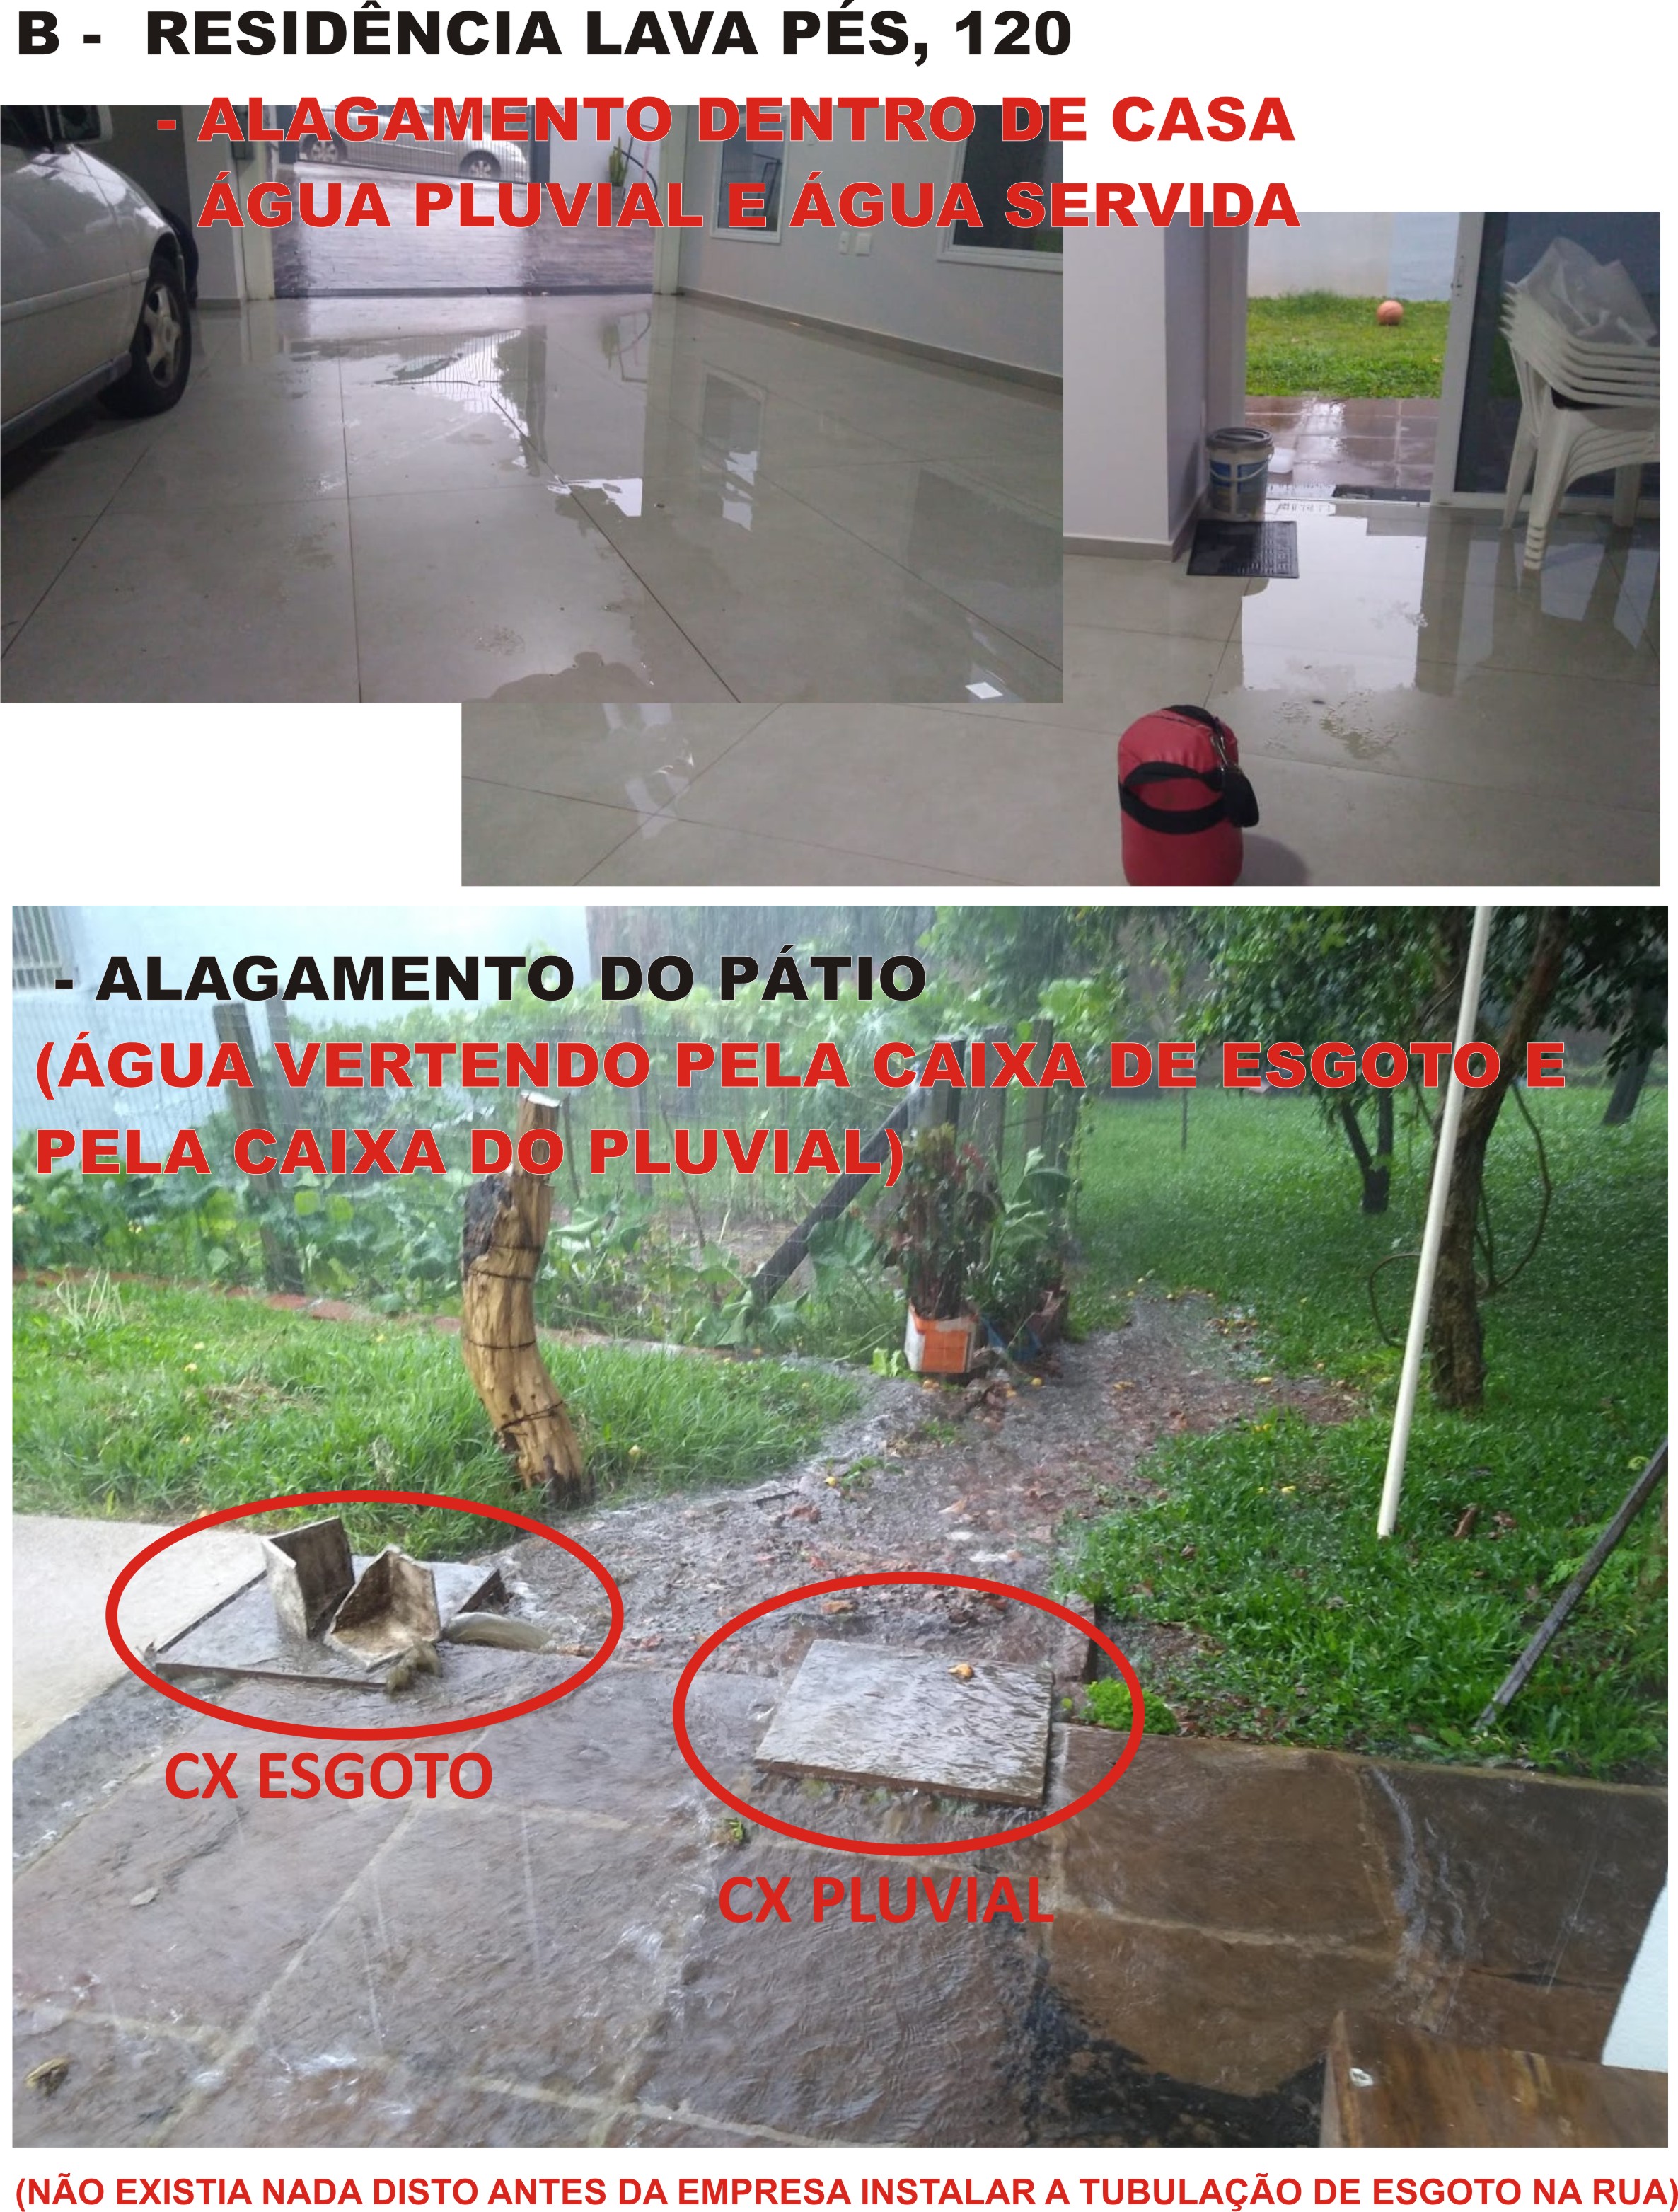 B - RESIDÊNCIA LAVA PÉS, 120
- ALAGAMENTO DENTRO DE CASA
ÁGUA PLUVIAL E ÁGUA SERVIDA
- ALAGAMENTO DO PÁTIO
(ÁGUA VERTENDO PELA CAIXA DE ESGOTO E
PELA CAIXA DO PLUVIAL)
CX ESGOTO
CX PLUVIAL
(NÃO EXISTIA NADA DISTO ANTES DA EMPRESA INSTALAR A TUBULAÇÃO DE ESGOTO NA RUA)